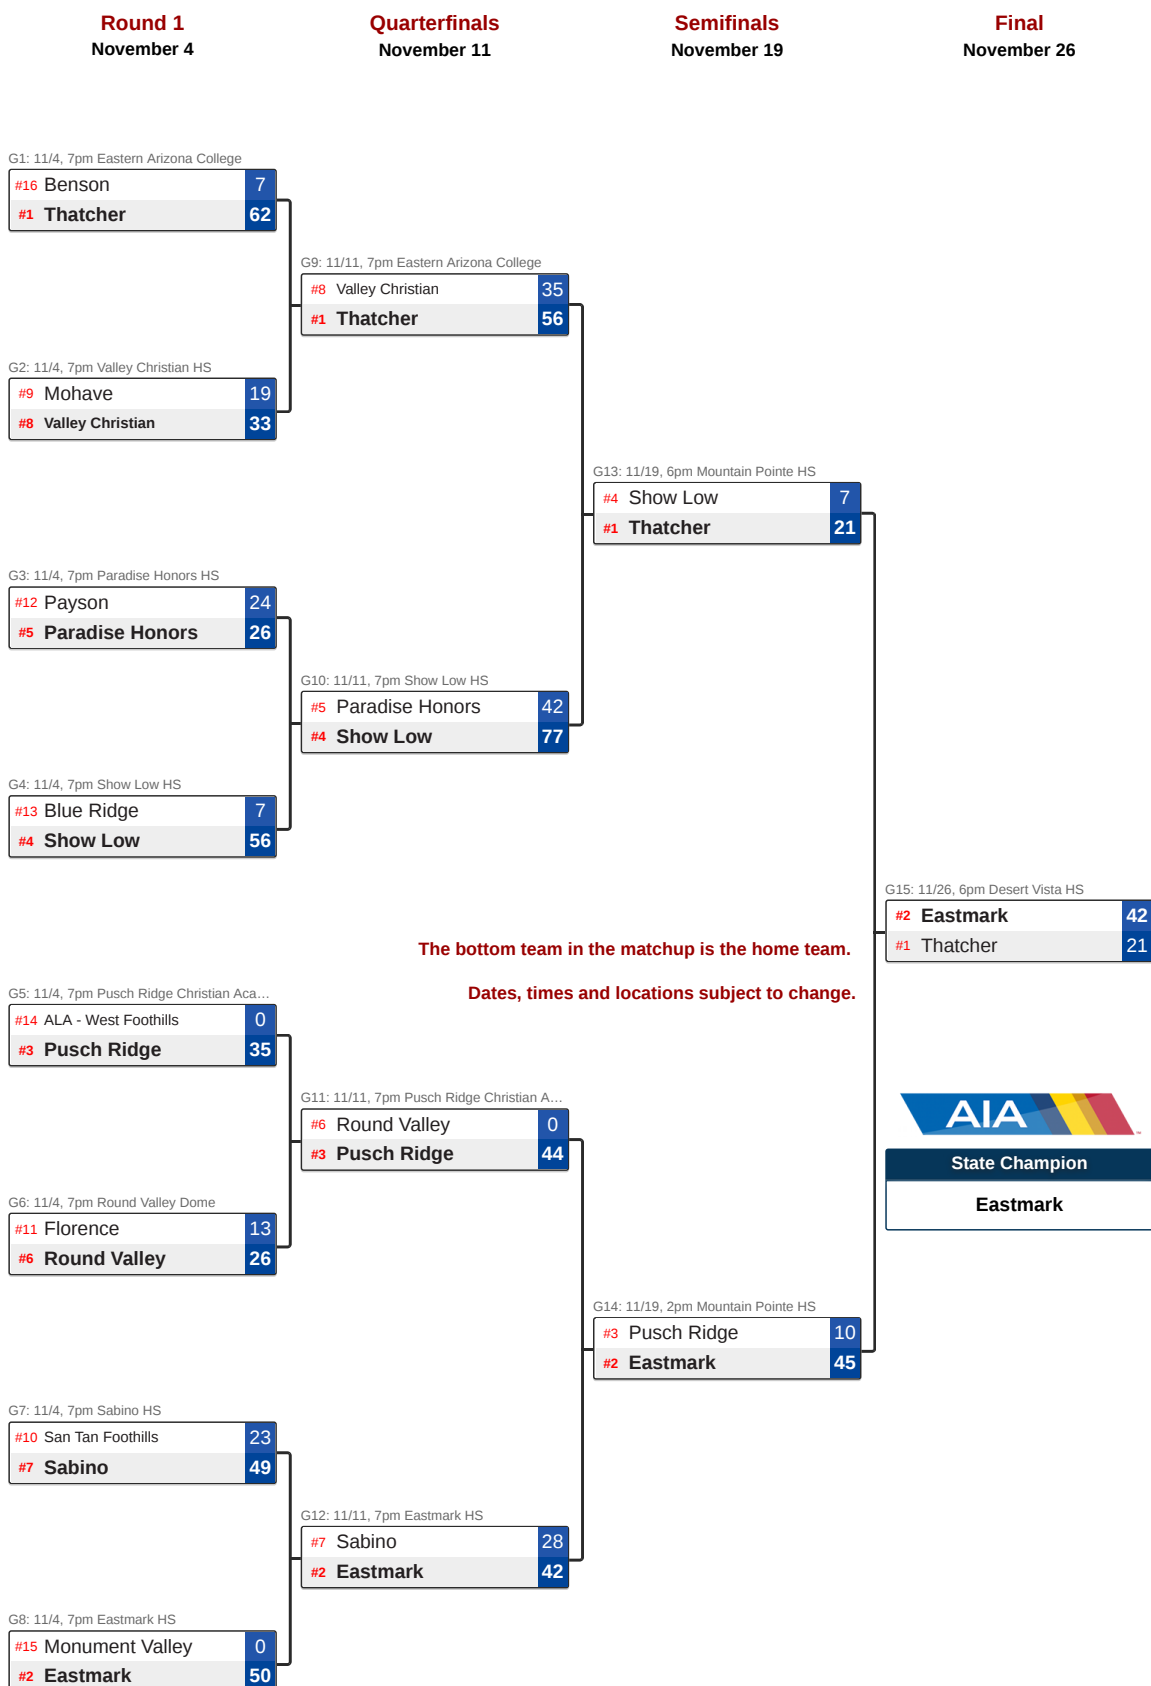 Round 1
November 4
Quarterfinals
November 11
Semifinals
November 19
Final
November 26
G1: 11/4, 7pm Eastern Arizona College
#16 Benson 7
#1 Thatcher 62
G2: 11/4, 7pm Valley Christian HS
#9 Mohave 19
#8 Valley Christian 33
G3: 11/4, 7pm Paradise Honors HS
#12 Payson 24
#5 Paradise Honors 26
G4: 11/4, 7pm Show Low HS
#13 Blue Ridge 7
#4 Show Low 56
G5: 11/4, 7pm Pusch Ridge Christian Aca...
#14 ALA - West Foothills 0
#3 Pusch Ridge 35
G6: 11/4, 7pm Round Valley Dome
#11 Florence 13
#6 Round Valley 26
G7: 11/4, 7pm Sabino HS
#10 San Tan Foothills 23
#7 Sabino 49
G8: 11/4, 7pm Eastmark HS
#15 Monument Valley 0
#2 Eastmark 50
G9: 11/11, 7pm Eastern Arizona College
#8 Valley Christian 35
#1 Thatcher 56
G10: 11/11, 7pm Show Low HS
#5 Paradise Honors 42
#4 Show Low 77
G11: 11/11, 7pm Pusch Ridge Christian A...
#6 Round Valley 0
#3 Pusch Ridge 44
G12: 11/11, 7pm Eastmark HS
#7 Sabino 28
#2 Eastmark 42
G13: 11/19, 6pm Mountain Pointe HS
#4 Show Low 7
#1 Thatcher 21
G14: 11/19, 2pm Mountain Pointe HS
#3 Pusch Ridge 10
#2 Eastmark 45
G15: 11/26, 6pm Desert Vista HS
#2 Eastmark 42
#1 Thatcher 21
The bottom team in the matchup is the home team.
Dates, times and locations subject to change.
AIA
State Champion
Eastmark